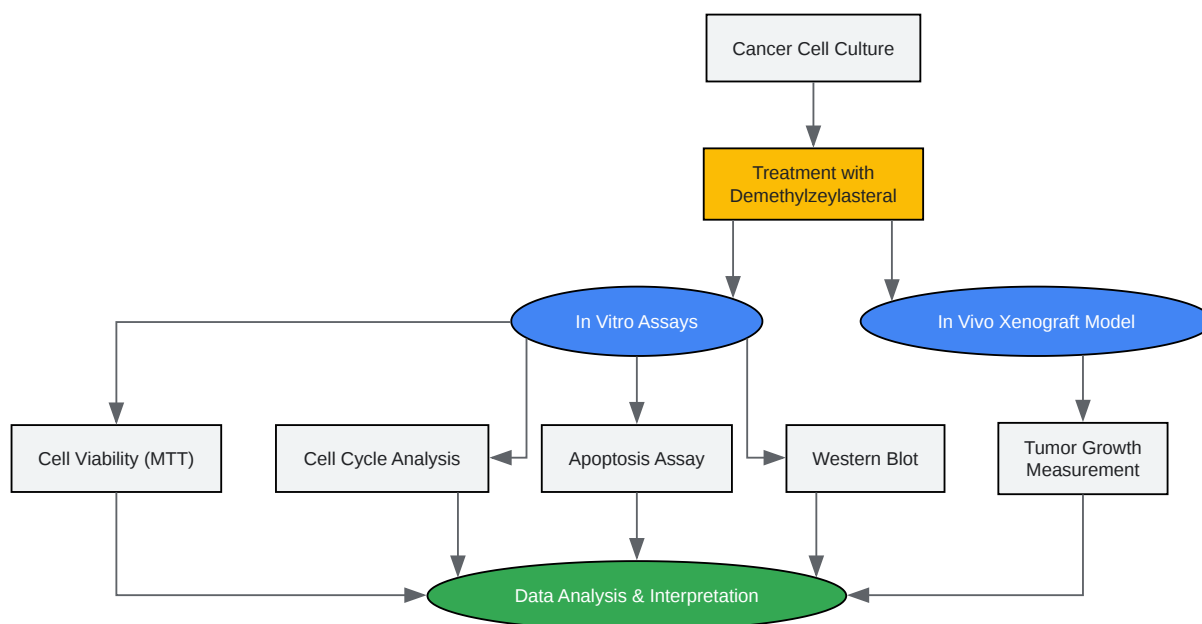 Cancer Cell Culture
Treatment with
Demethylzeylasteral
In Vitro Assays
In Vivo Xenograft Model
Cell Viability (MTT)
Cell Cycle Analysis
Apoptosis Assay
Western Blot
Tumor Growth
Measurement
Data Analysis & Interpretation